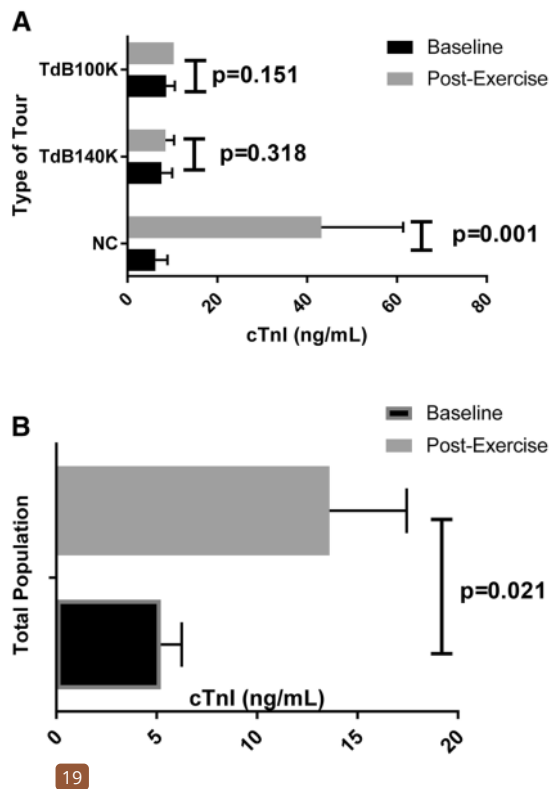 A
Baseline
Post-Exercise
Type of Tour
TdB100K
p=0.151
TdB140K
p=0.318
NC
p=0.001
0 20 40 60 80
cTnI (ng/mL)
B
Baseline
Post-Exercise
Total Population
p=0.021
cTnI (ng/mL)
0 5 10 15 20
19